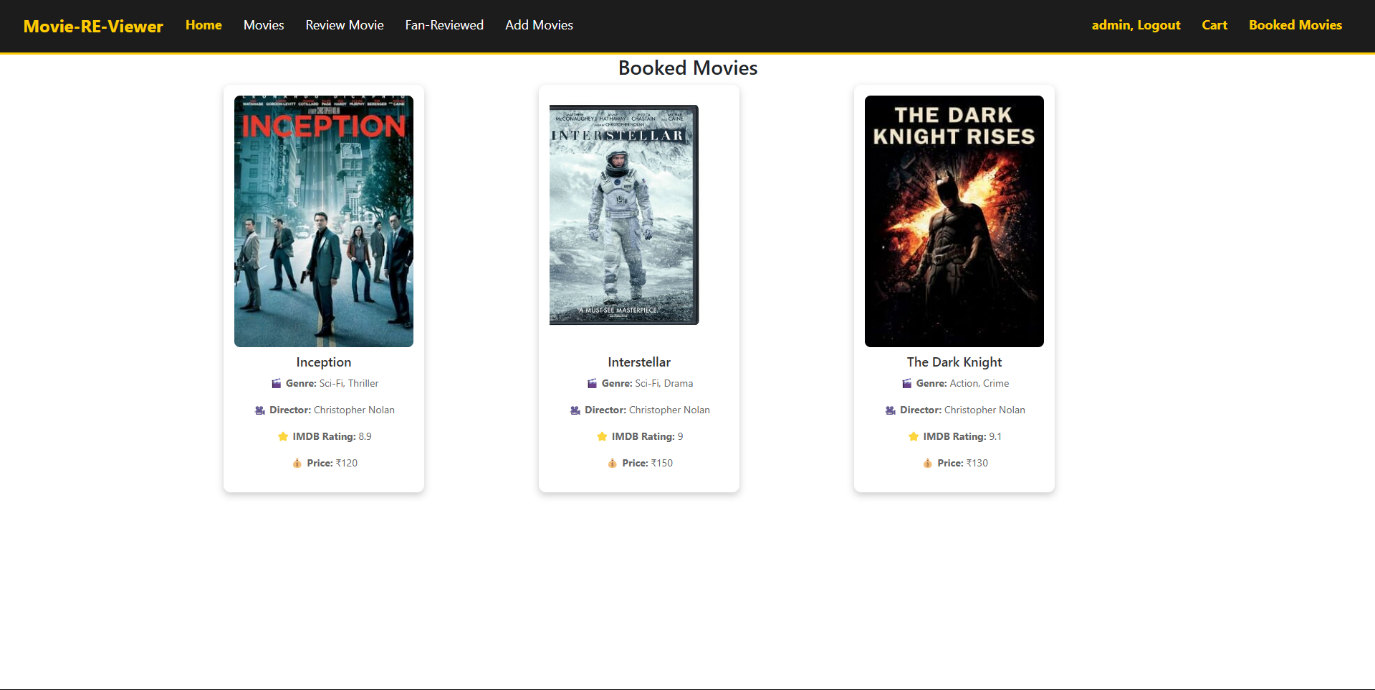 Movie-RE-Viewer Home Movies Review Movie Fan-Reviewed Add Movies admin, Logout Cart Booked Movies
Booked Movies
INCEPTION
Inception
Genre: Sci-Fi, Thriller
Director: Christopher Nolan
IMDB Rating: 8.9
Price: ₹120
INTERSTELLAR
"A MUST-SEE MASTERPIECE."
Interstellar
Genre: Sci-Fi, Drama
Director: Christopher Nolan
IMDB Rating: 9
Price: ₹150
THE DARK
KNIGHT RISES
The Dark Knight
Genre: Action, Crime
Director: Christopher Nolan
IMDB Rating: 9.1
Price: ₹130